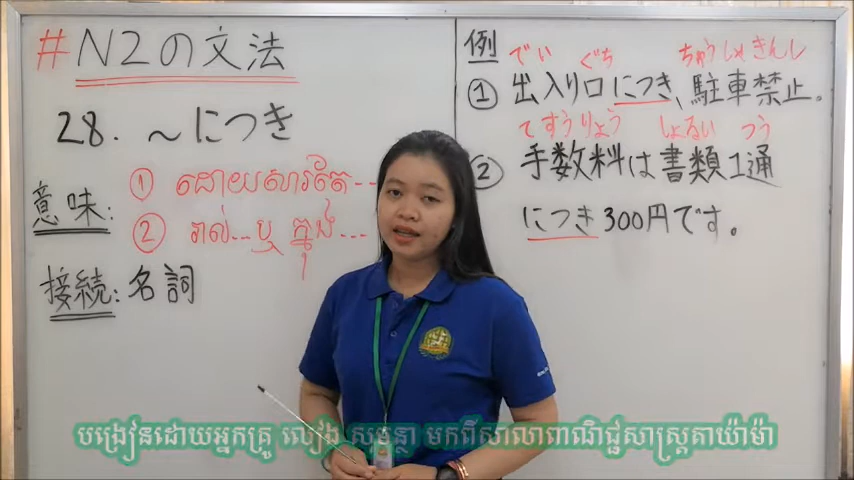 #N2の文法
28. ～につき
意味: ① ដោយសារតែ...
② រាល់...ឬ ក្នុង...
接続: 名詞
例
でい ぐち ちゅうしゃきんし
① 出入り口につき、駐車禁止。
てすうりょう しょるい つう
② 手数料は書類1通
につき300円です。
បង្រៀនដោយអ្នកគ្រូ លៀង សម្ផន្ថា មកពីសាលាពាណិជ្ជសាស្ត្រតាយ៉ាម៉ា